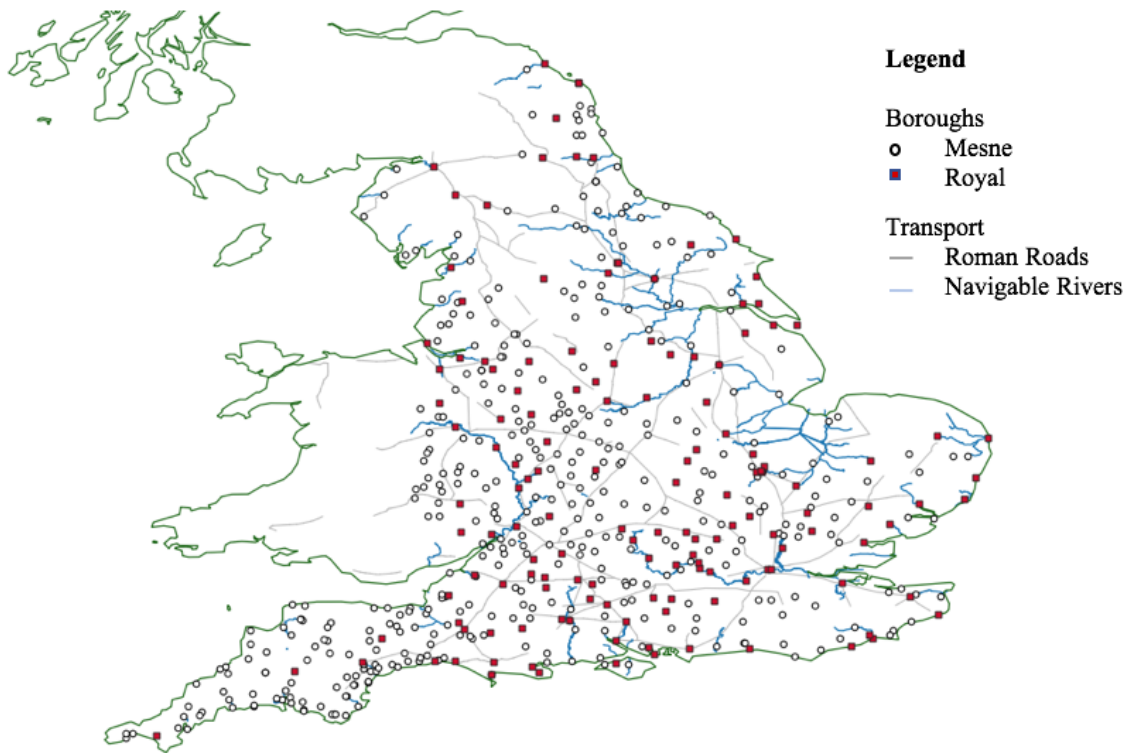 Legend
Boroughs
Mesne
Royal
Transport
Roman Roads
Navigable Rivers